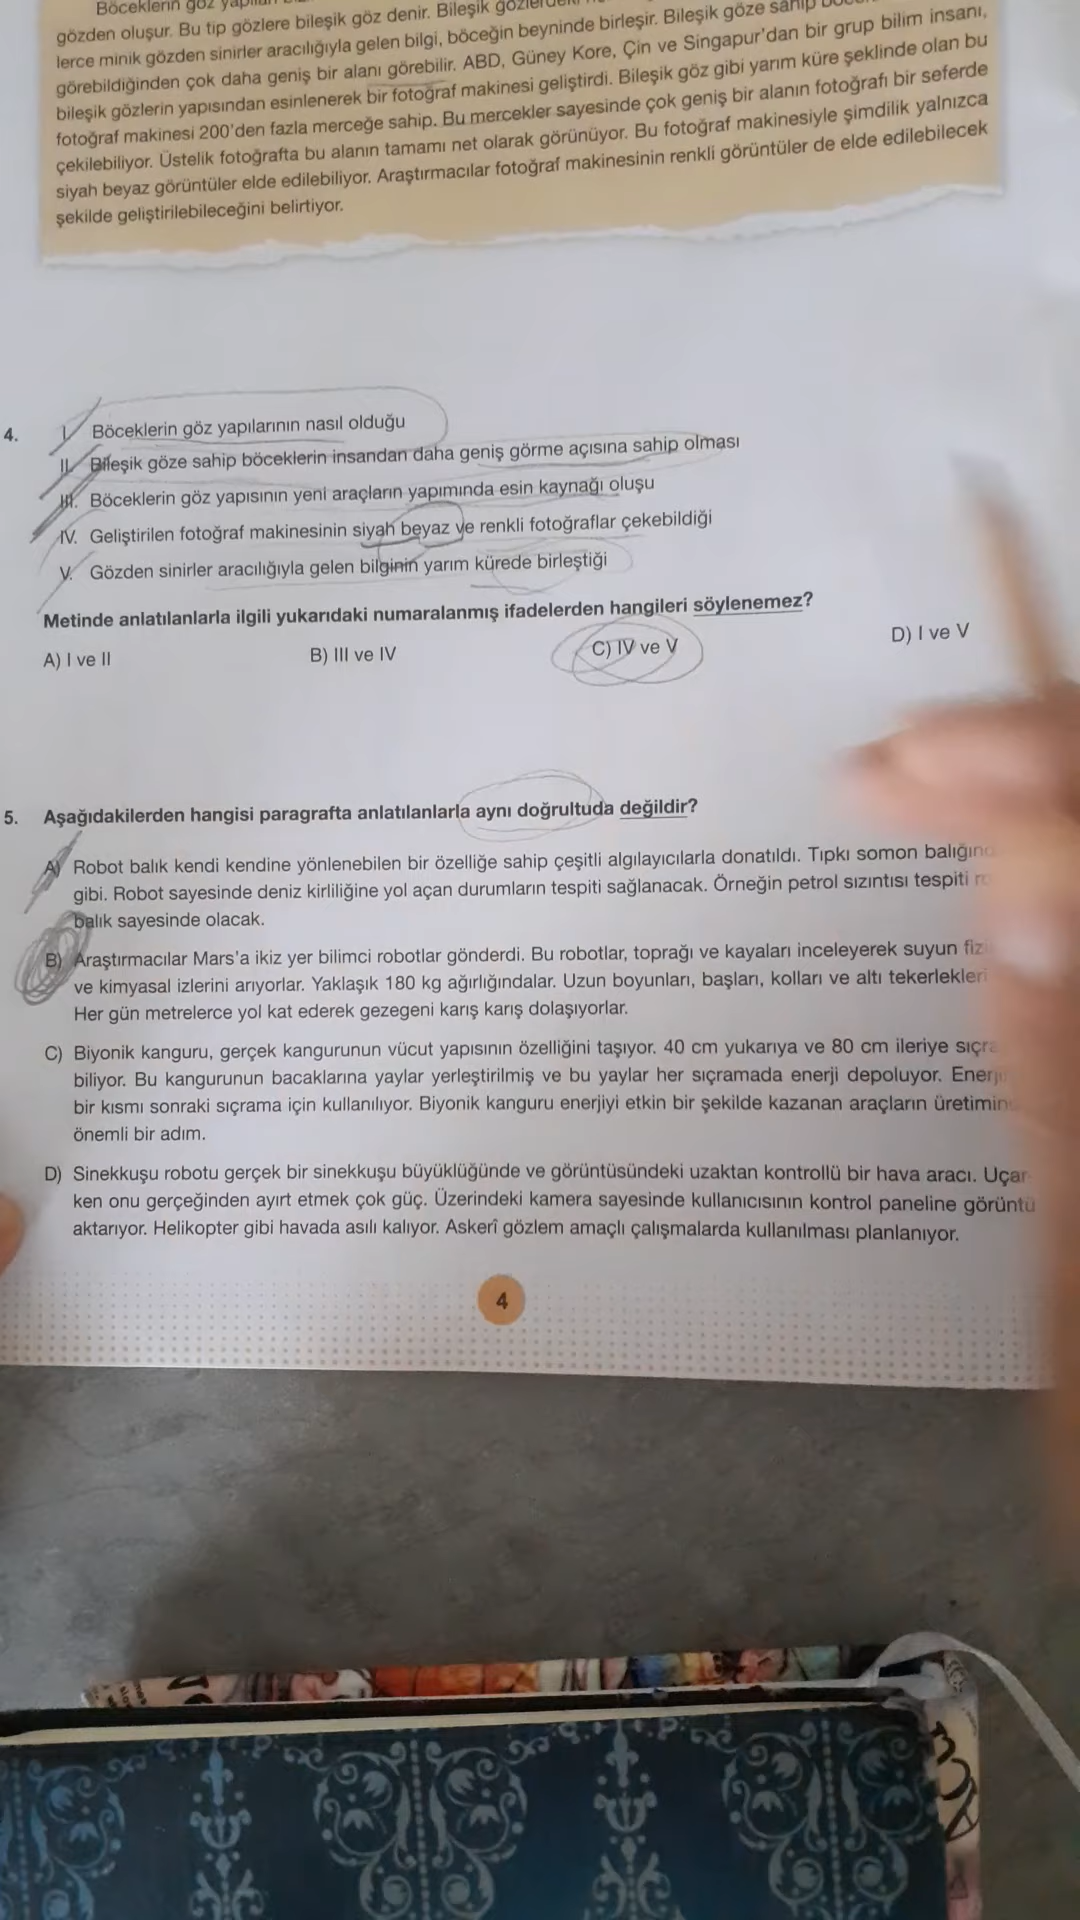 Böceklerin göz
gözden oluşur. Bu tip gözlere bileşik göz denir. Bileşik
lerce minik gözden sinirler aracılığıyla gelen bilgi, böceğin beyninde birleşir. Bileşik göze sahip
görebildiğinden çok daha geniş bir alanı görebilir. ABD, Güney Kore, Çin ve Singapur'dan bir grup bilim insanı,
bileşik gözlerin yapısından esinlenerek bir fotoğraf makinesi geliştirdi. Bileşik göz gibi yarım küre şeklinde olan bu
fotoğraf makinesi 200'den fazla merceğe sahip. Bu mercekler sayesinde çok geniş bir alanın fotoğrafı bir seferde
çekilebiliyor. Üstelik fotoğrafta bu alanın tamamı net olarak görünüyor. Bu fotoğraf makinesiyle şimdilik yalnızca
siyah beyaz görüntüler elde edilebiliyor. Araştırmacılar fotoğraf makinesinin renkli görüntüler de elde edilebilecek
şekilde geliştirilebileceğini belirtiyor.
4. I. Böceklerin göz yapılarının nasıl olduğu
II. Bileşik göze sahip böceklerin insandan daha geniş görme açısına sahip olması
III. Böceklerin göz yapısının yeni araçların yapımında esin kaynağı oluşu
IV. Geliştirilen fotoğraf makinesinin siyah beyaz ve renkli fotoğraflar çekebildiği
V. Gözden sinirler aracılığıyla gelen bilginin yarım kürede birleştiği
Metinde anlatılanlarla ilgili yukarıdaki numaralanmış ifadelerden hangileri söylenemez?
A) I ve II B) III ve IV C) IV ve V D) I ve V
5. Aşağıdakilerden hangisi paragrafta anlatılanlarla aynı doğrultuda değildir?
A) Robot balık kendi kendine yönlenebilen bir özelliğe sahip çeşitli algılayıcılarla donatıldı. Tıpkı somon
gibi. Robot sayesinde deniz kirliliğine yol açan durumların tespiti sağlanacak. Örneğin petrol sızıntısı tespiti
balık sayesinde olacak.
B) Araştırmacılar Mars'a ikiz yer bilimci robotlar gönderdi. Bu robotlar, toprağı ve kayaları inceleyerek suyun
ve kimyasal izlerini arıyorlar. Yaklaşık 180 kg ağırlığındalar. Uzun boyunları, başları, kolları ve altı tekerlekleri
Her gün metrelerce yol kat ederek gezegeni karış karış dolaşıyorlar.
C) Biyonik kanguru, gerçek kangurunun vücut yapısının özelliğini taşıyor. 40 cm yukarıya ve 80 cm ileriye
biliyor. Bu kangurunun bacaklarına yaylar yerleştirilmiş ve bu yaylar her sıçramada enerji depoluyor.
bir kısmı sonraki sıçrama için kullanılıyor. Biyonik kanguru enerjiyi etkin bir şekilde kazanan araçların
önemli bir adım.
D) Sinekkuşu robotu gerçek bir sinekkuşu büyüklüğünde ve görüntüsündeki uzaktan kontrollü bir hava aracı. Uçar-
ken onu gerçeğinden ayırt etmek çok güç. Üzerindeki kamera sayesinde kullanıcısının kontrol paneline görüntü
aktarıyor. Helikopter gibi havada asılı kalıyor. Askerî gözlem amaçlı çalışmalarda kullanılması planlanıyor.
4